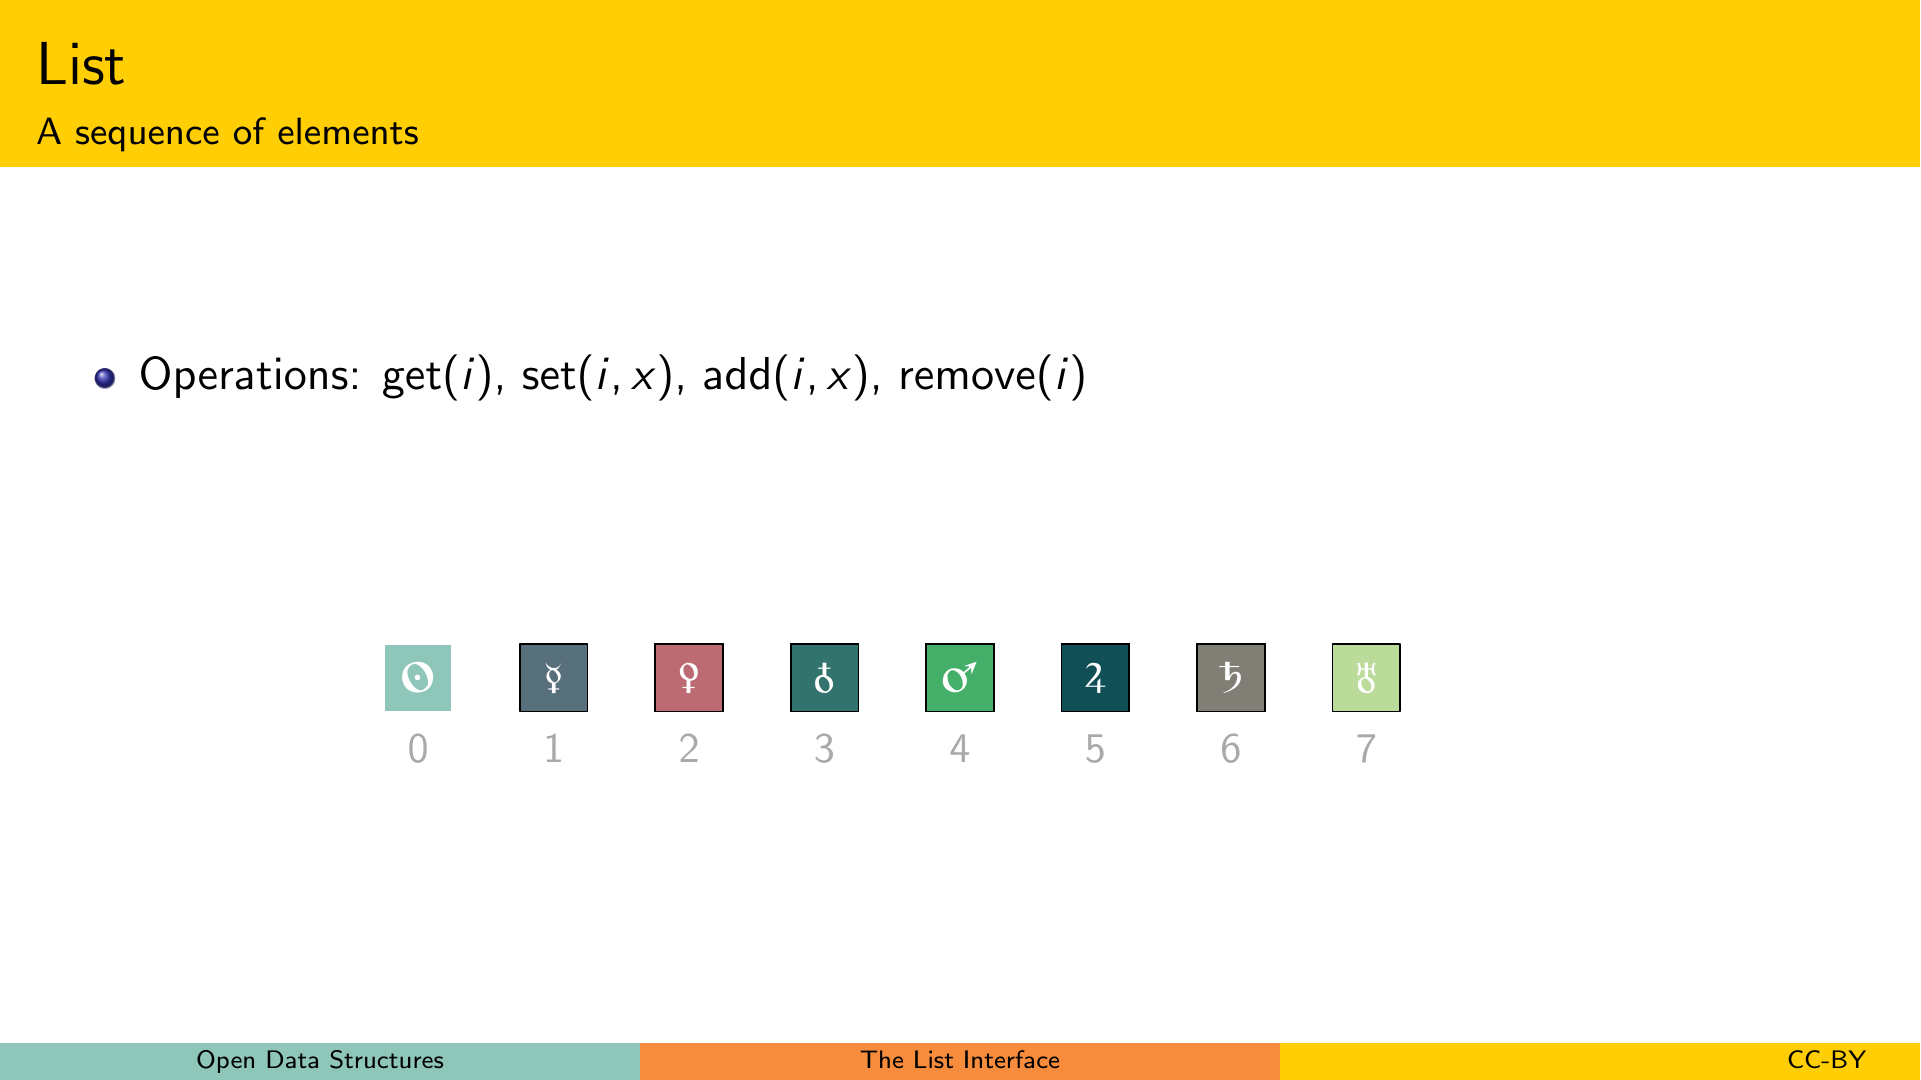 List
A sequence of elements
Operations: get(i), set(i, x), add(i, x), remove(i)
☉ ☿ ♀ ♁ ♂ ♃ ♄ ♅
0 1 2 3 4 5 6 7
Open Data Structures The List Interface CC-BY